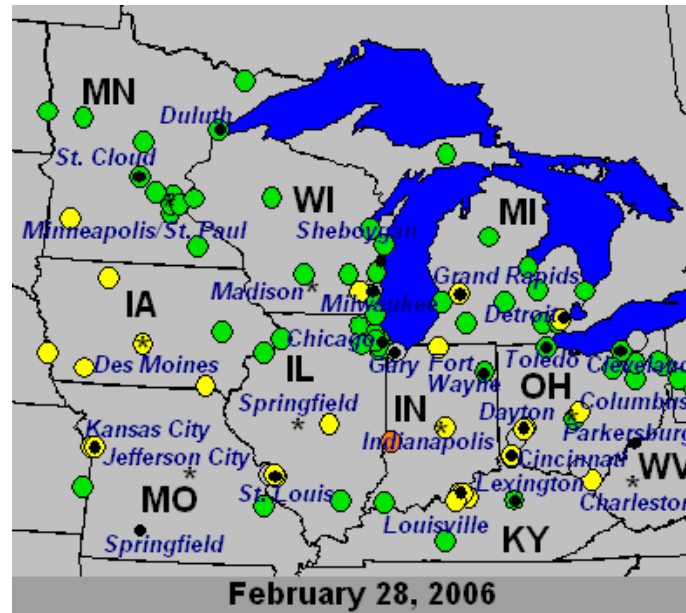 MN
Duluth
St. Cloud
WI
MI
Minneapolis/St. Paul
Sheboygan
Madison
Milwaukee
Grand Rapids
Detroit
IA
Des Moines
Chicago
Gary
Fort
Wayne
Toledo
Cleveland
IL
Springfield
IN
OH
Dayton
Columbus
Indianapolis
Parkersburg
Kansas City
Jefferson City
Cincinnati
WV
MO
St. Louis
Lexington
Charleston
Louisville
Springfield
KY
February 28, 2006